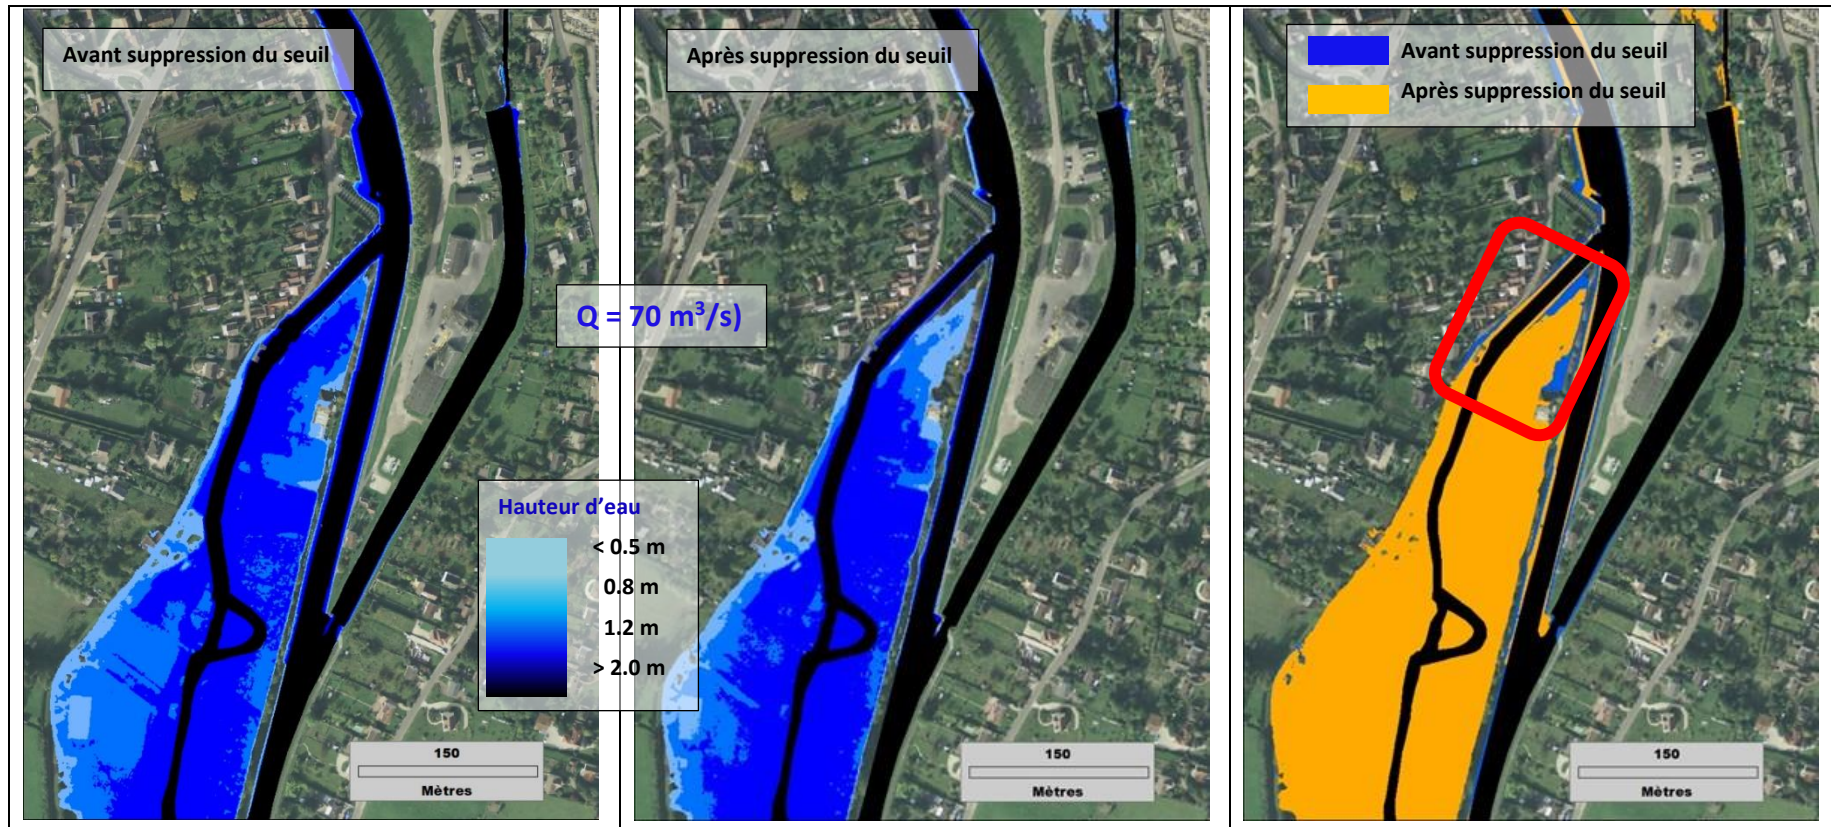 Avant suppression du seuil
Après suppression du seuil
Avant suppression du seuil
Après suppression du seuil
Q = 70 m³/s)
Hauteur d'eau
< 0.5 m
0.8 m
1.2 m
> 2.0 m
150
Mètres
150
Mètres
150
Mètres